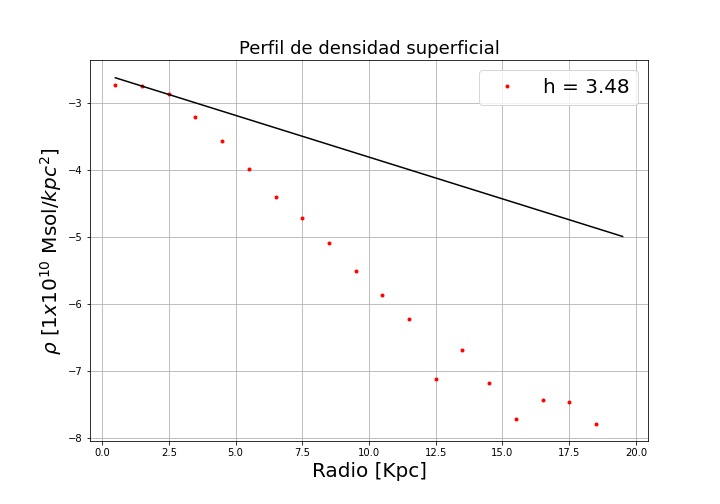 Perfil de densidad superficial
h = 3.48
ρ [1x10^10 Msol/kpc^2]
−3
−4
−5
−6
−7
−8
0.0 2.5 5.0 7.5 10.0 12.5 15.0 17.5 20.0
Radio [Kpc]